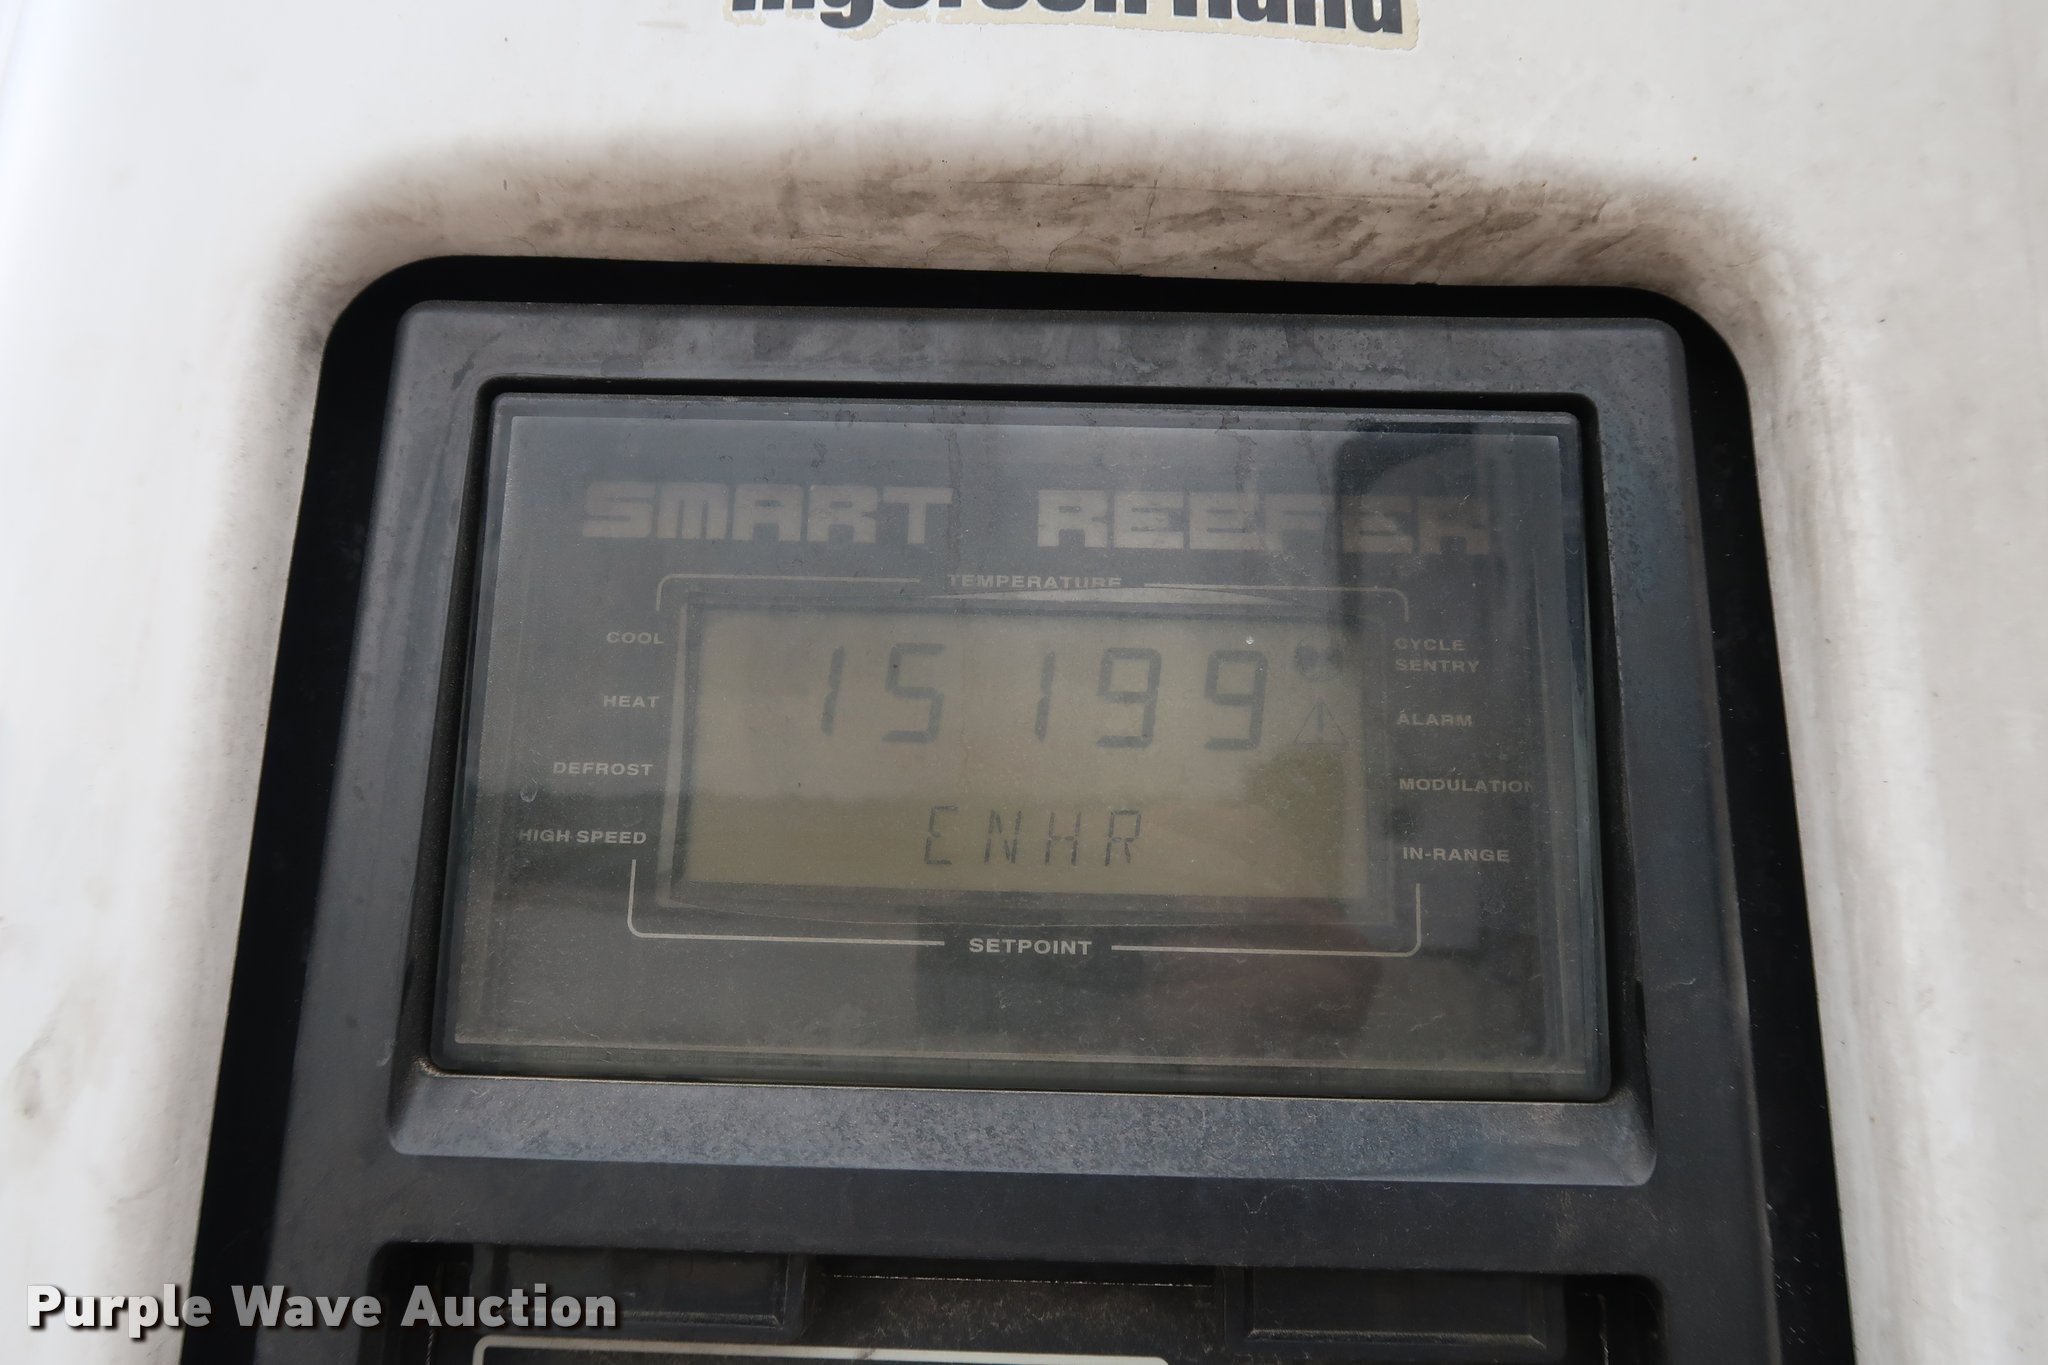 Ingersoll Rand
SMART REEFER
TEMPERATURE
COOL
HEAT
DEFROST
HIGH SPEED
15199
ENHR
CYCLE
SENTRY
ALARM
MODULATION
IN-RANGE
SETPOINT
Purple Wave Auction